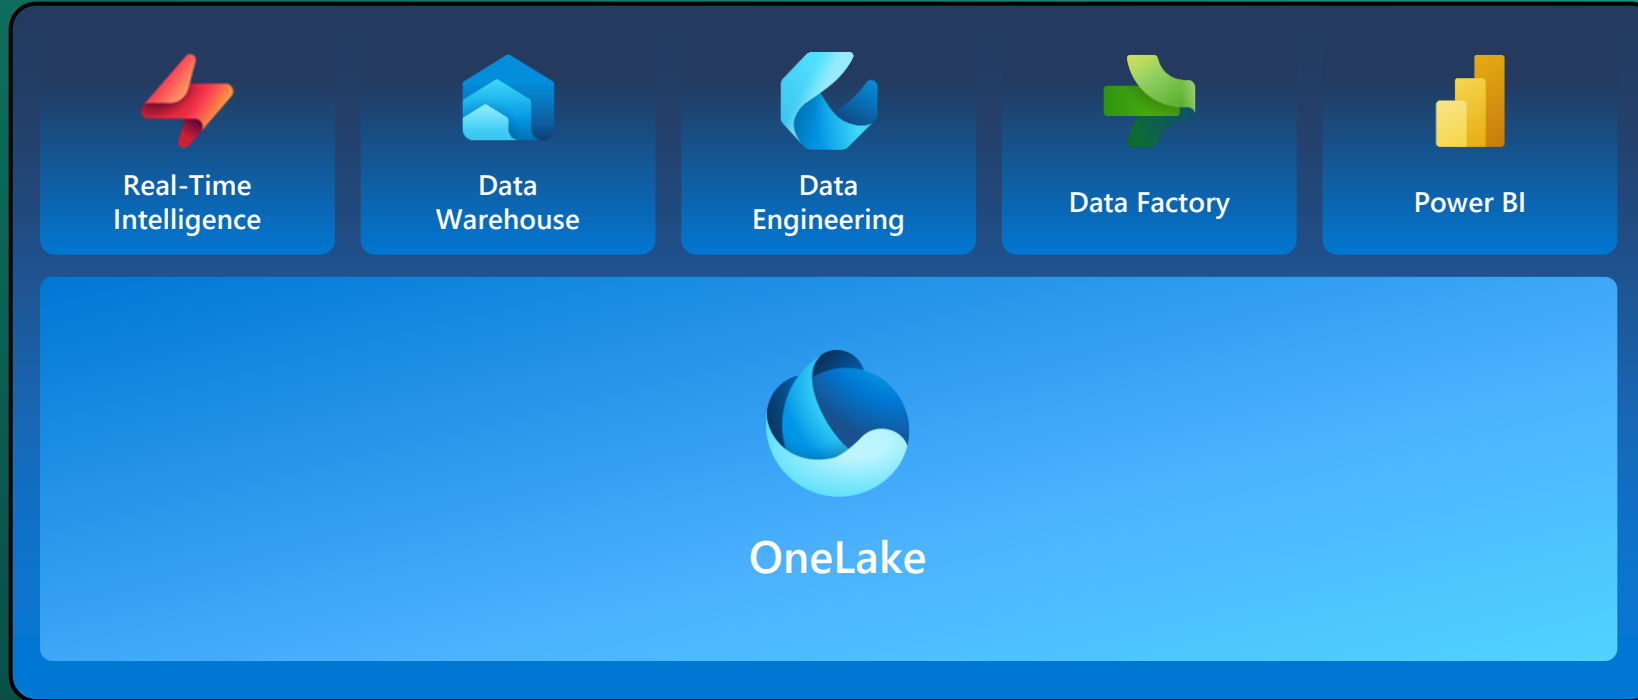 Real-Time
Intelligence
Data
Warehouse
Data
Engineering
Data Factory
Power BI
OneLake